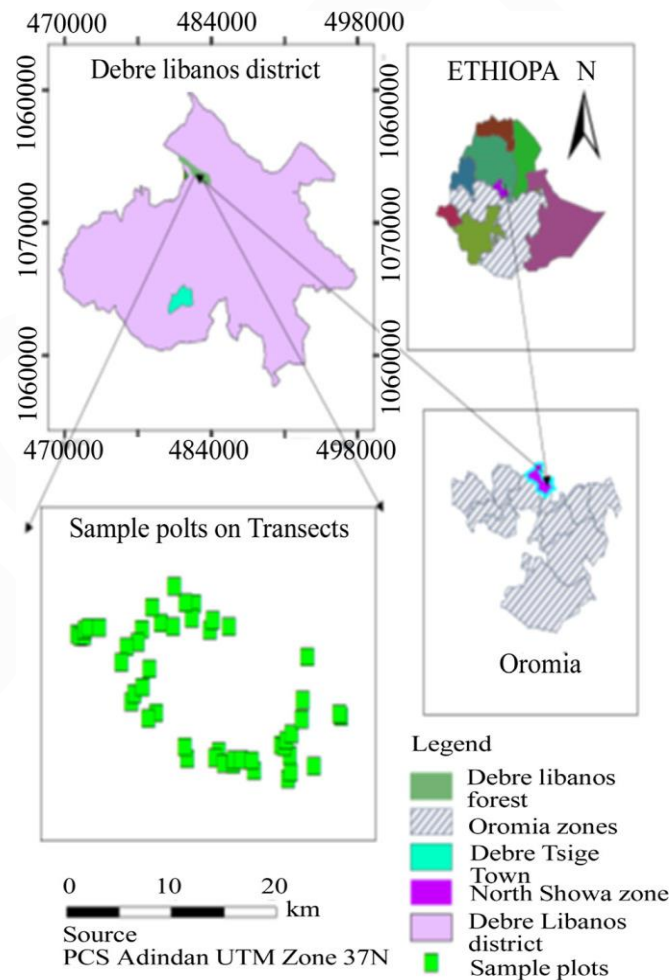 470000 484000 498000
Debre libanos district
1060000
1070000
1060000
1060000
1070000
1060000
470000 484000 498000
ETHIOPA N
Oromia
Sample polts on Transects
0 10 20
km
Source
PCS Adindan UTM Zone 37N
Legend
Debre libanos
forest
Oromia zones
Debre Tsige
Town
North Showa zone
Debre Libanos
district
Sample plots